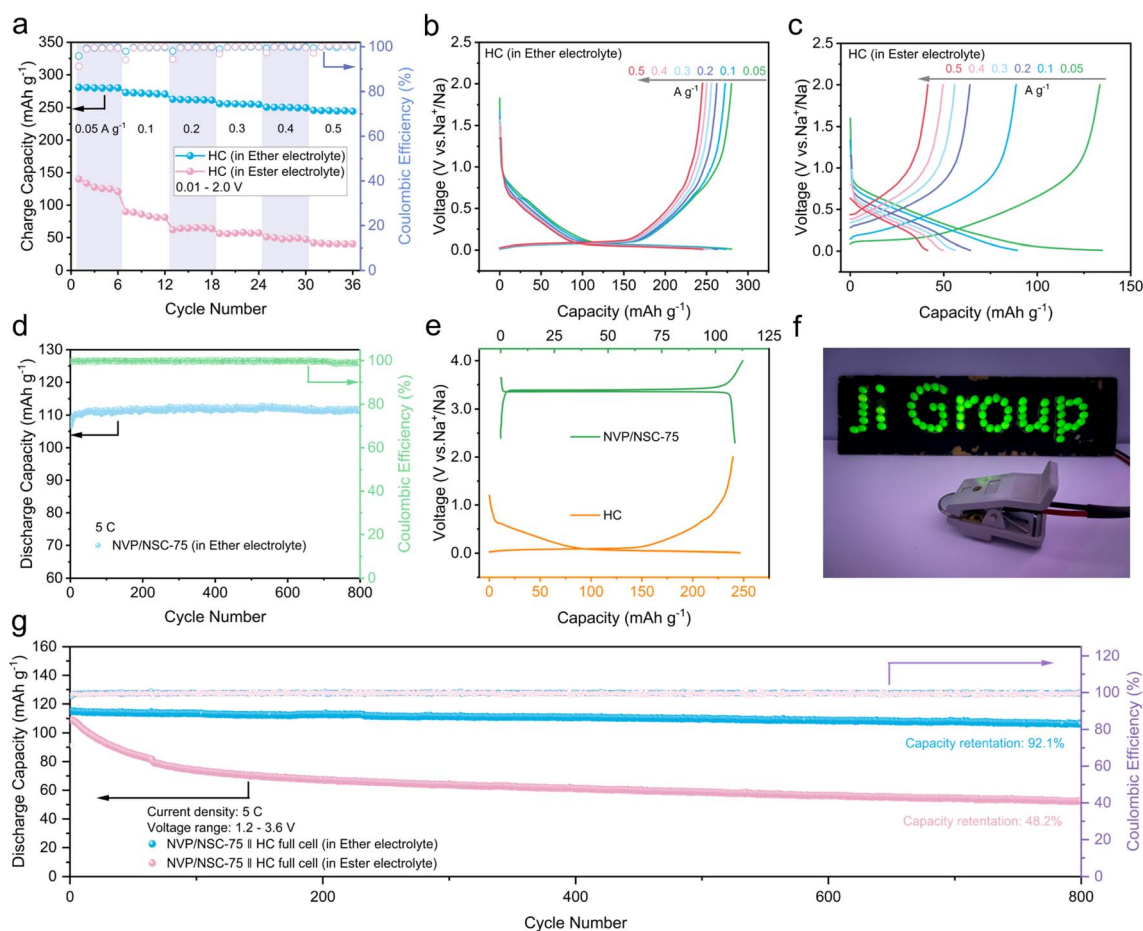 a
350
300
250
200
150
100
50
0
Charge Capacity (mAh g⁻¹)
0.05 A g⁻¹ 0.1 0.2 0.3 0.4 0.5
HC (in Ether electrolyte)
HC (in Ester electrolyte)
0.01 - 2.0 V
100
80
60
40
20
0
Coulombic Efficiency (%)
0 6 12 18 24 30 36
Cycle Number
b
HC (in Ether electrolyte)
0.5 0.4 0.3 0.2 0.1 0.05
A g⁻¹
2.5
2.0
1.5
1.0
0.5
0.0
Voltage (V vs.Na⁺/Na)
0 50 100 150 200 250 300
Capacity (mAh g⁻¹)
c
HC (in Ester electrolyte)
0.5 0.4 0.3 0.2 0.1 0.05
A g⁻¹
2.5
2.0
1.5
1.0
0.5
0.0
Voltage (V vs.Na⁺/Na)
0 50 100 150
Capacity (mAh g⁻¹)
d
130
120
110
100
90
80
70
60
Discharge Capacity (mAh g⁻¹)
5 C
NVP/NSC-75 (in Ether electrolyte)
100
80
60
40
20
0
Coulombic Efficiency (%)
0 200 400 600 800
Cycle Number
e
0 25 50 75 100 125
4.0
3.0
2.0
1.0
0.0
Voltage (V vs.Na⁺/Na)
NVP/NSC-75
HC
0 50 100 150 200 250
Capacity (mAh g⁻¹)
f
Ji Group
g
160
140
120
100
80
60
40
20
0
Discharge Capacity (mAh g⁻¹)
Capacity retention: 92.1%
Capacity retention: 48.2%
Current density: 5 C
Voltage range: 1.2 - 3.6 V
NVP/NSC-75 ‖ HC full cell (in Ether electrolyte)
NVP/NSC-75 ‖ HC full cell (in Ester electrolyte)
120
100
80
60
40
20
0
Coulombic Efficiency (%)
0 200 400 600 800
Cycle Number